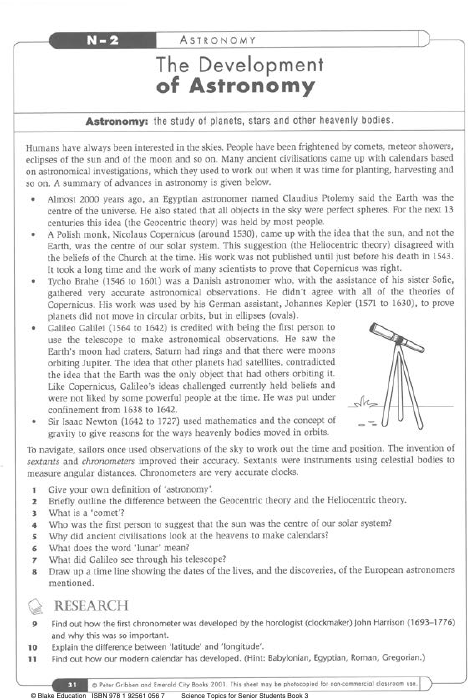 N-2 ASTRONOMY
The Development
of Astronomy
Astronomy: the study of planets, stars and other heavenly bodies.
Humans have always been interested in the skies. People have been frightened by comets, meteor showers,
eclipses of the sun and of the moon and so on. Many ancient civilisations came up with calendars based
on astronomical investigations, which they used to work out when it was time for planting, harvesting and
so on. A summary of advances in astronomy is given below.
• Almost 2000 years ago, an Egyptian astronomer named Claudius Ptolemy said the Earth was the
centre of the universe. He also stated that all objects in the sky were perfect spheres. For the next 13
centuries this idea (the Geocentric theory) was held by most people.
• A Polish monk, Nicolaus Copernicus (around 1530), came up with the idea that the sun, and not the
Earth, was the centre of our solar system. This suggestion (the Heliocentric theory) disagreed with
the beliefs of the Church at the time. His work was not published until just before his death in 1543.
It took a long time and the work of many scientists to prove that Copernicus was right.
• Tycho Brahe (1546 to 1601) was a Danish astronomer who, with the assistance of his sister Sofie,
gathered very accurate astronomical observations. He didn't agree with all of the theories of
Copernicus. His work was used by his German assistant, Johannes Kepler (1571 to 1630), to prove
planets did not move in circular orbits, but in ellipses (ovals).
• Galileo Galilei (1564 to 1642) is credited with being the first person to
use the telescope to make astronomical observations. He saw the
Earth's moon had craters, Saturn had rings and that there were moons
orbiting Jupiter. The idea that other planets had satellites, contradicted
the idea that the Earth was the only object that had others orbiting it.
Like Copernicus, Galileo's ideas challenged currently held beliefs and
were not liked by some powerful people at the time. He was put under
confinement from 1638 to 1642.
• Sir Isaac Newton (1642 to 1727) used mathematics and the concept of
gravity to give reasons for the ways heavenly bodies moved in orbits.
To navigate, sailors once used observations of the sky to work out the time and position. The invention of
sextants and chronometers improved their accuracy. Sextants were instruments using celestial bodies to
measure angular distances. Chronometers are very accurate clocks.
1 Give your own definition of 'astronomy'.
2 Briefly outline the difference between the Geocentric theory and the Heliocentric theory.
3 What is a 'comet'?
4 Who was the first person to suggest that the sun was the centre of our solar system?
5 Why did ancient civilisations look at the heavens to make calendars?
6 What does the word 'lunar' mean?
7 What did Galileo see through his telescope?
8 Draw up a time line showing the dates of the lives, and the discoveries, of the European astronomers
mentioned.
RESEARCH
9 Find out how the first chronometer was developed by the horologist (clockmaker) John Harrison (1693–1776)
and why this was so important.
10 Explain the difference between 'latitude' and 'longitude'.
11 Find out how our modern calendar has developed. (Hint: Babylonian, Egyptian, Roman, Gregorian.)
31 © Peter Gribben and Emerald City Books 2001. This sheet may be photocopied for non-commercial classroom use.
© Blake Education ISBN 978 1 92561 056 7 Science Topics for Senior Students Book 3